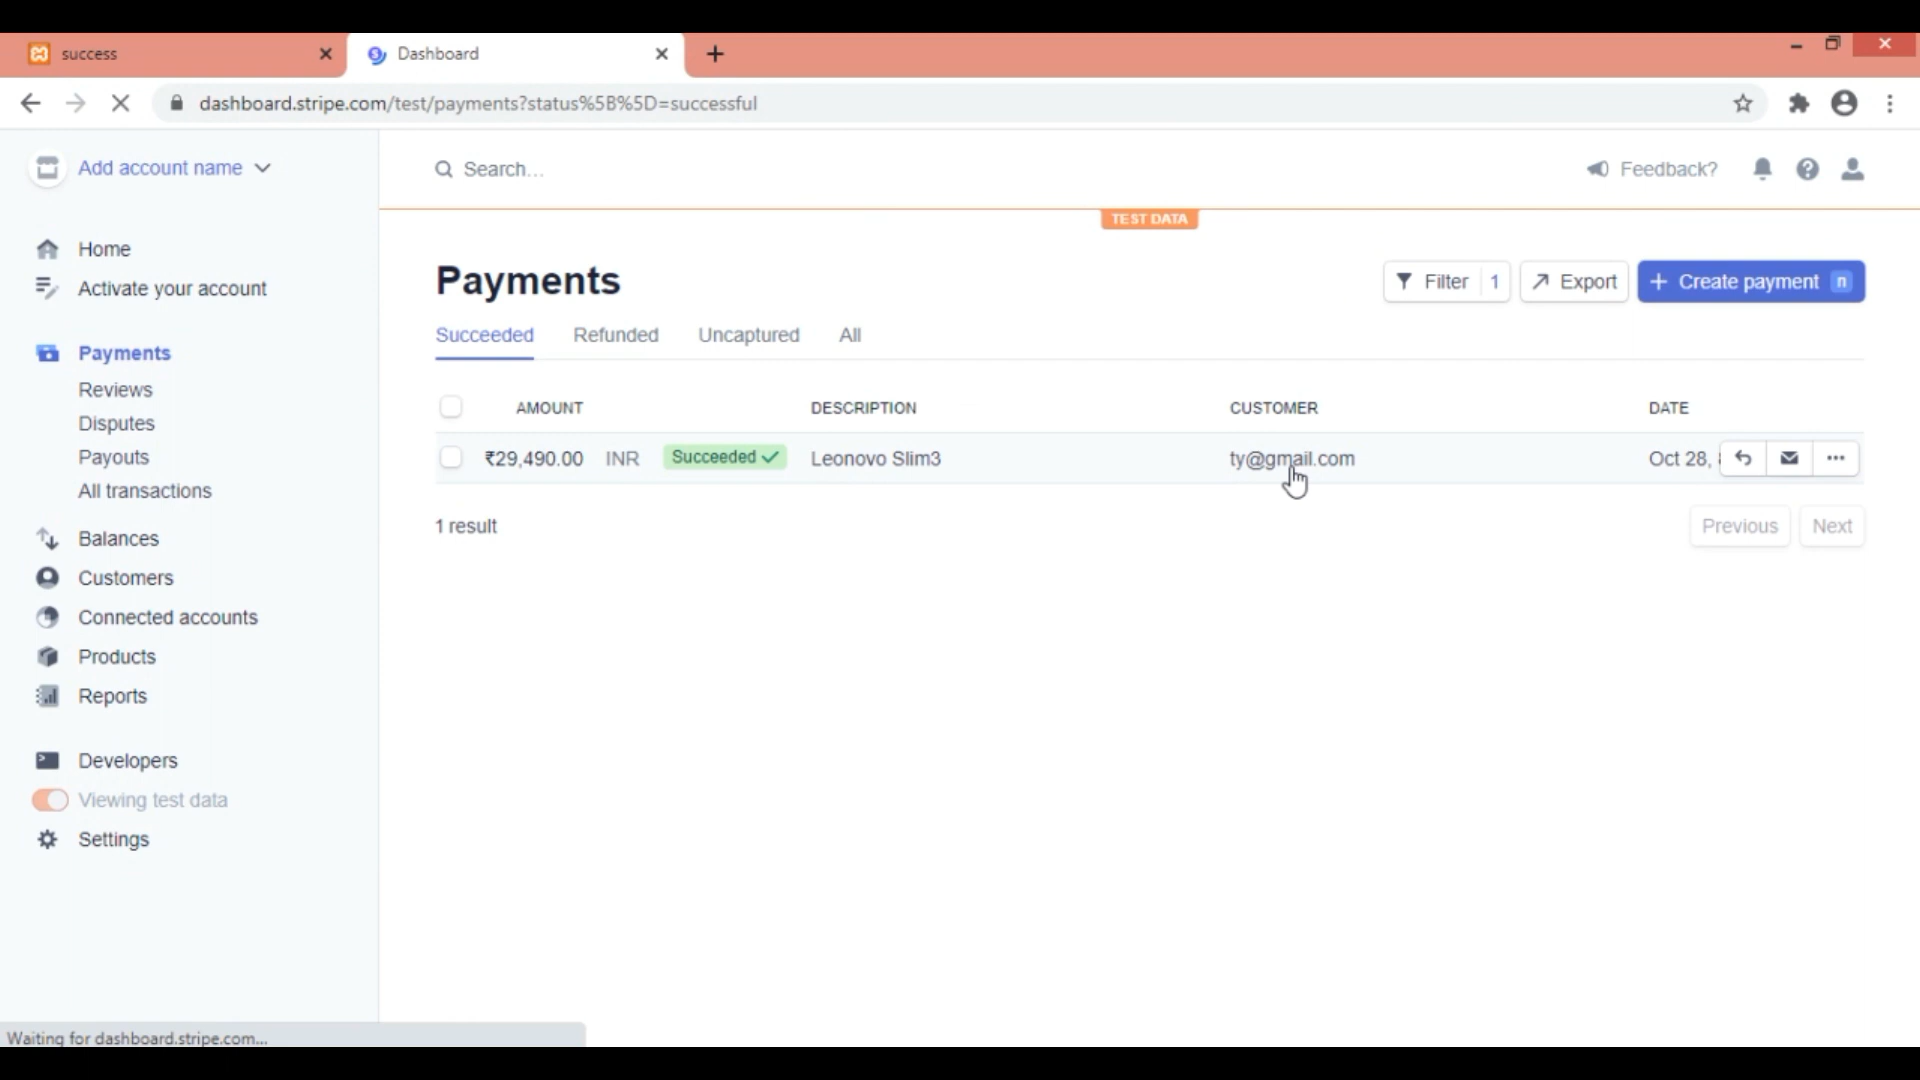 success
Dashboard
dashboard.stripe.com/test/payments?status%5B%5D=successful
Add account name
Search...
Feedback?
TEST DATA
Home
Activate your account
Payments
Reviews
Disputes
Payouts
All transactions
Balances
Customers
Connected accounts
Products
Reports
Developers
Viewing test data
Settings
Payments
Filter 1
Export
+ Create payment n
Succeeded Refunded Uncaptured All
AMOUNT DESCRIPTION CUSTOMER DATE
₹29,490.00 INR Succeeded Leonovo Slim3 ty@gmail.com Oct 28,
1 result
Previous Next
Waiting for dashboard.stripe.com...